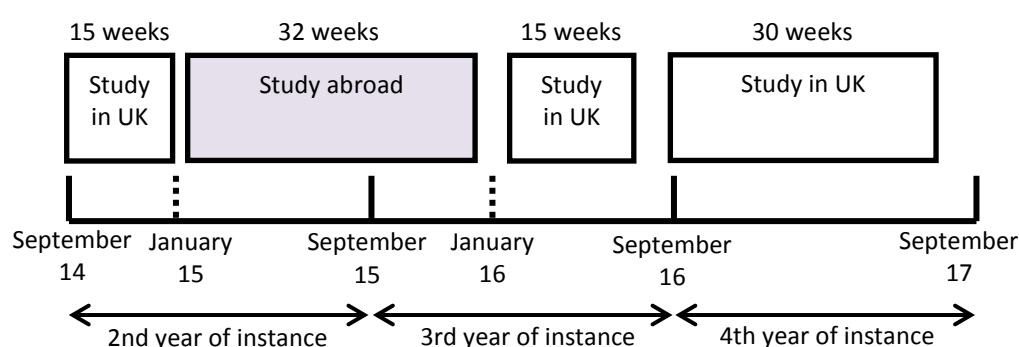 15 weeks 32 weeks 15 weeks 30 weeks
Study in UK
Study abroad
Study in UK
Study in UK
September 14
January 15
September 15
January 16
September 16
September 17
2nd year of instance 3rd year of instance 4th year of instance